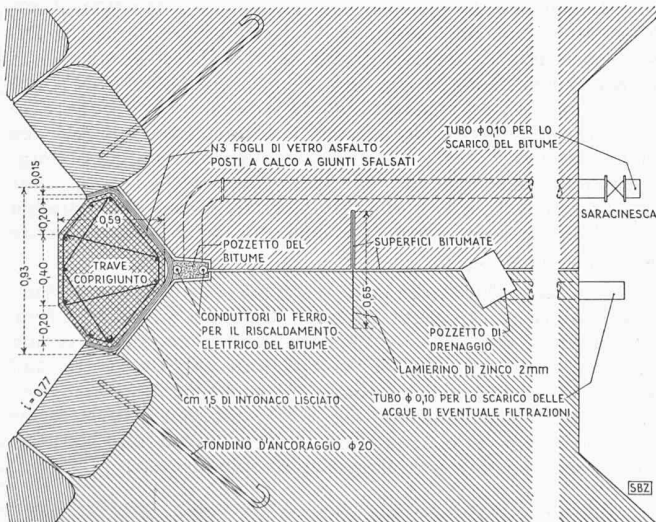 N3 FOGLI DI VETRO ASFALTO
POSTI A CALCO A GIUNTI SFALSATI
TUBO ϕ 0,10 PER LO
SCARICO DEL BITUME
SARACINESCA
0,015
0,20
0,59
0,93
0,40
0,20
TRAVE
COPRIGIUNTO
POZZETTO DEL
BITUME
SUPERFICI BITUMATE
0,65
CONDUTTORI DI FERRO
PER IL RISCALDAMENTO
ELETTRICO DEL BITUME
POZZETTO DI
DRENAGGIO
LAMIERINO DI ZINCO 2mm
i = 0,77
cm 1,5 DI INTONACO LISCIATO
TUBO ϕ 0,10 PER LO SCARICO DELLE
ACQUE DI EVENTUALE FILTRAZIONI
TONDINO D'ANCORAGGIO ϕ20
SBZ